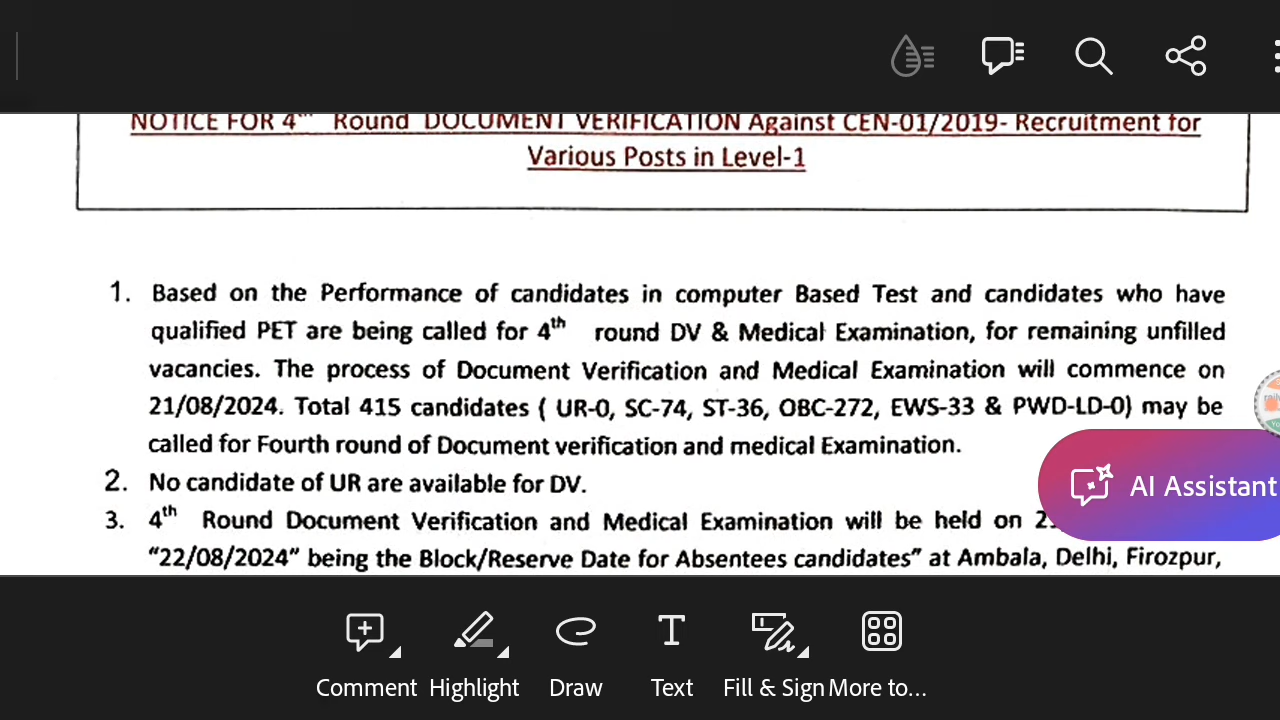 NOTICE FOR 4th Round DOCUMENT VERIFICATION Against CEN-01/2019- Recruitment for
Various Posts in Level-1
1. Based on the Performance of candidates in computer Based Test and candidates who have
qualified PET are being called for 4th round DV & Medical Examination, for remaining unfilled
vacancies. The process of Document Verification and Medical Examination will commence on
21/08/2024. Total 415 candidates ( UR-0, SC-74, ST-36, OBC-272, EWS-33 & PWD-LD-0) may be
called for Fourth round of Document verification and medical Examination.
AI Assistant
2. No candidate of UR are available for DV.
3. 4th Round Document Verification and Medical Examination will be held on
"22/08/2024" being the Block/Reserve Date for Absentees candidates" at Ambala, Delhi, Firozpur,
Comment Highlight Draw Text Fill & Sign More to...